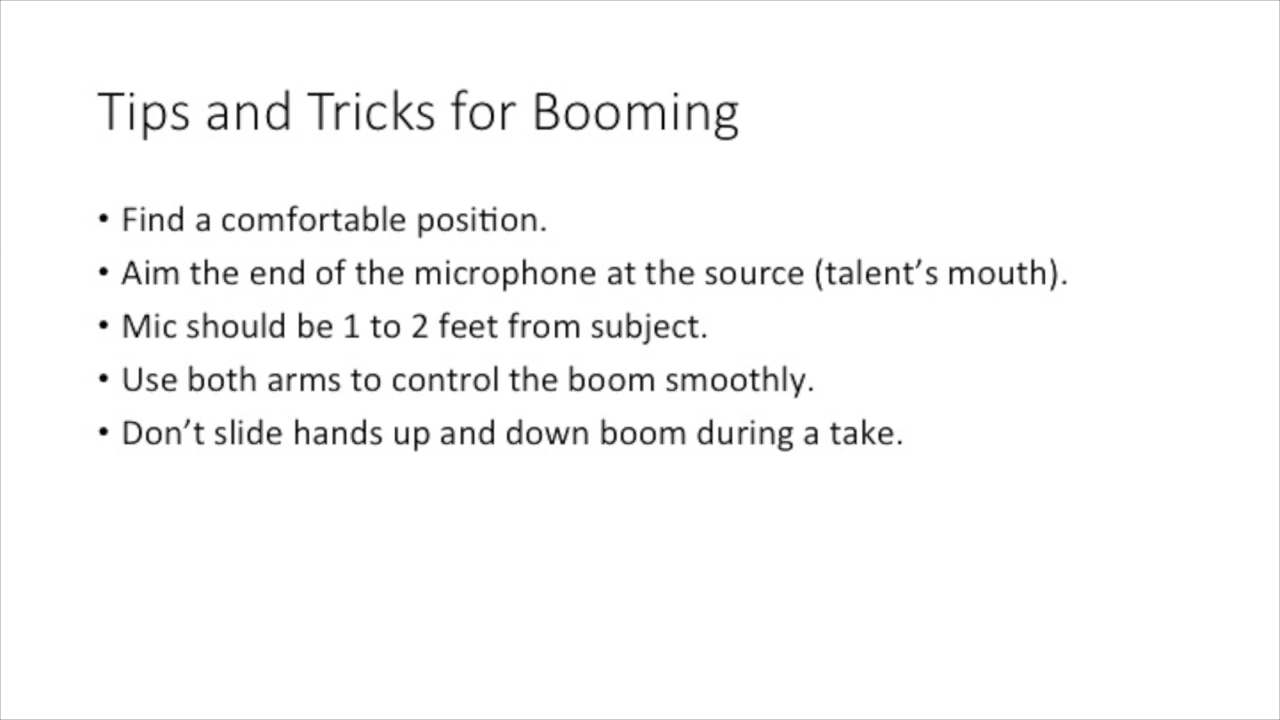 Tips and Tricks for Booming
• Find a comfortable position.
• Aim the end of the microphone at the source (talent’s mouth).
• Mic should be 1 to 2 feet from subject.
• Use both arms to control the boom smoothly.
• Don’t slide hands up and down boom during a take.